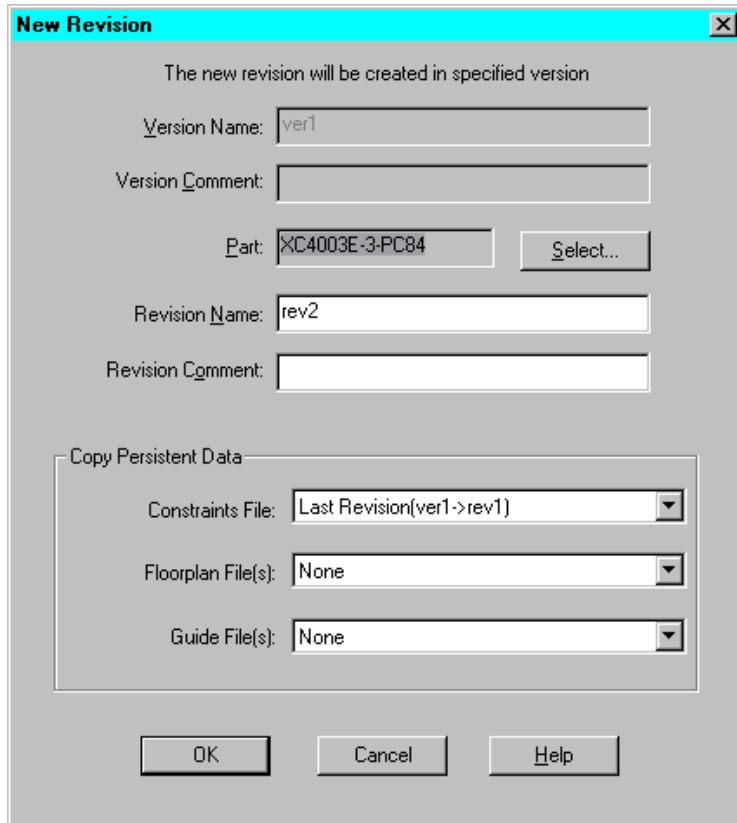 New Revision
The new revision will be created in specified version
Version Name: ver1
Version Comment:
Part: XC4003E-3-PC84 Select...
Revision Name: rev2
Revision Comment:
Copy Persistent Data
Constraints File: Last Revision(ver1->rev1)
Floorplan File(s): None
Guide File(s): None
OK Cancel Help